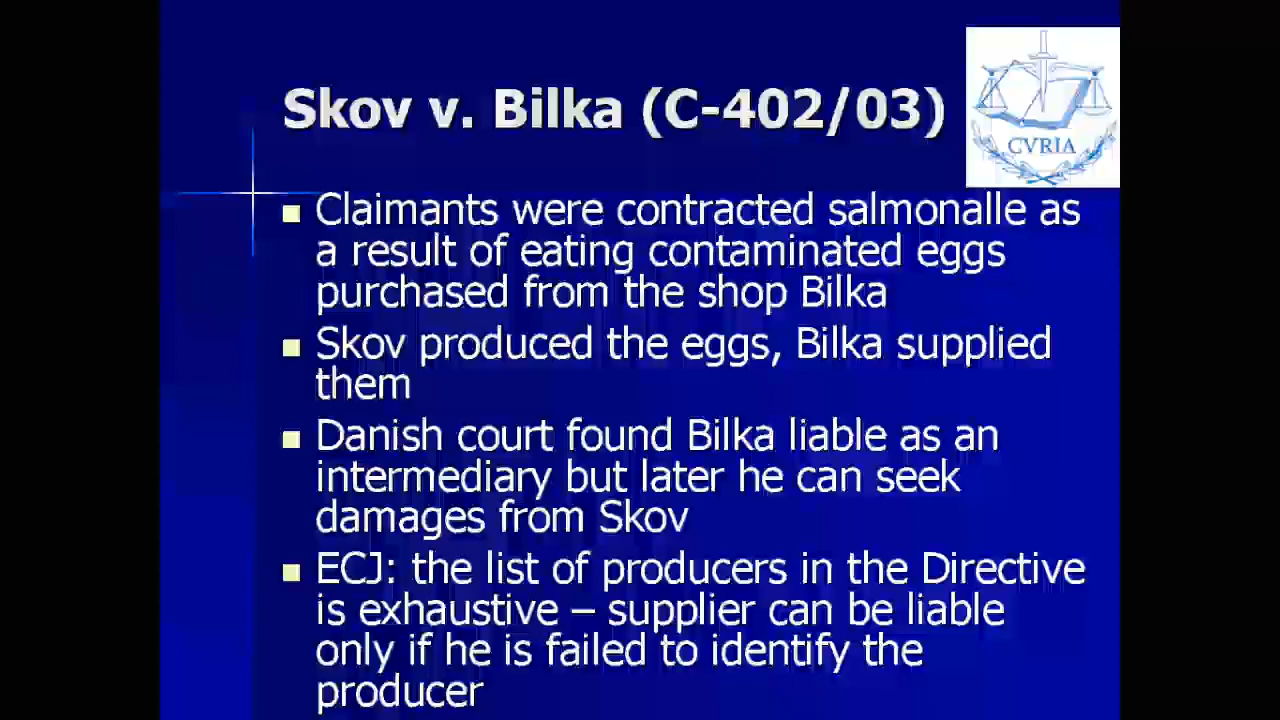 Skov v. Bilka (C-402/03)
CVRIA
Claimants were contracted salmonalle as
a result of eating contaminated eggs
purchased from the shop Bilka
Skov produced the eggs, Bilka supplied
them
Danish court found Bilka liable as an
intermediary but later he can seek
damages from Skov
ECJ: the list of producers in the Directive
is exhaustive – supplier can be liable
only if he is failed to identify the
producer